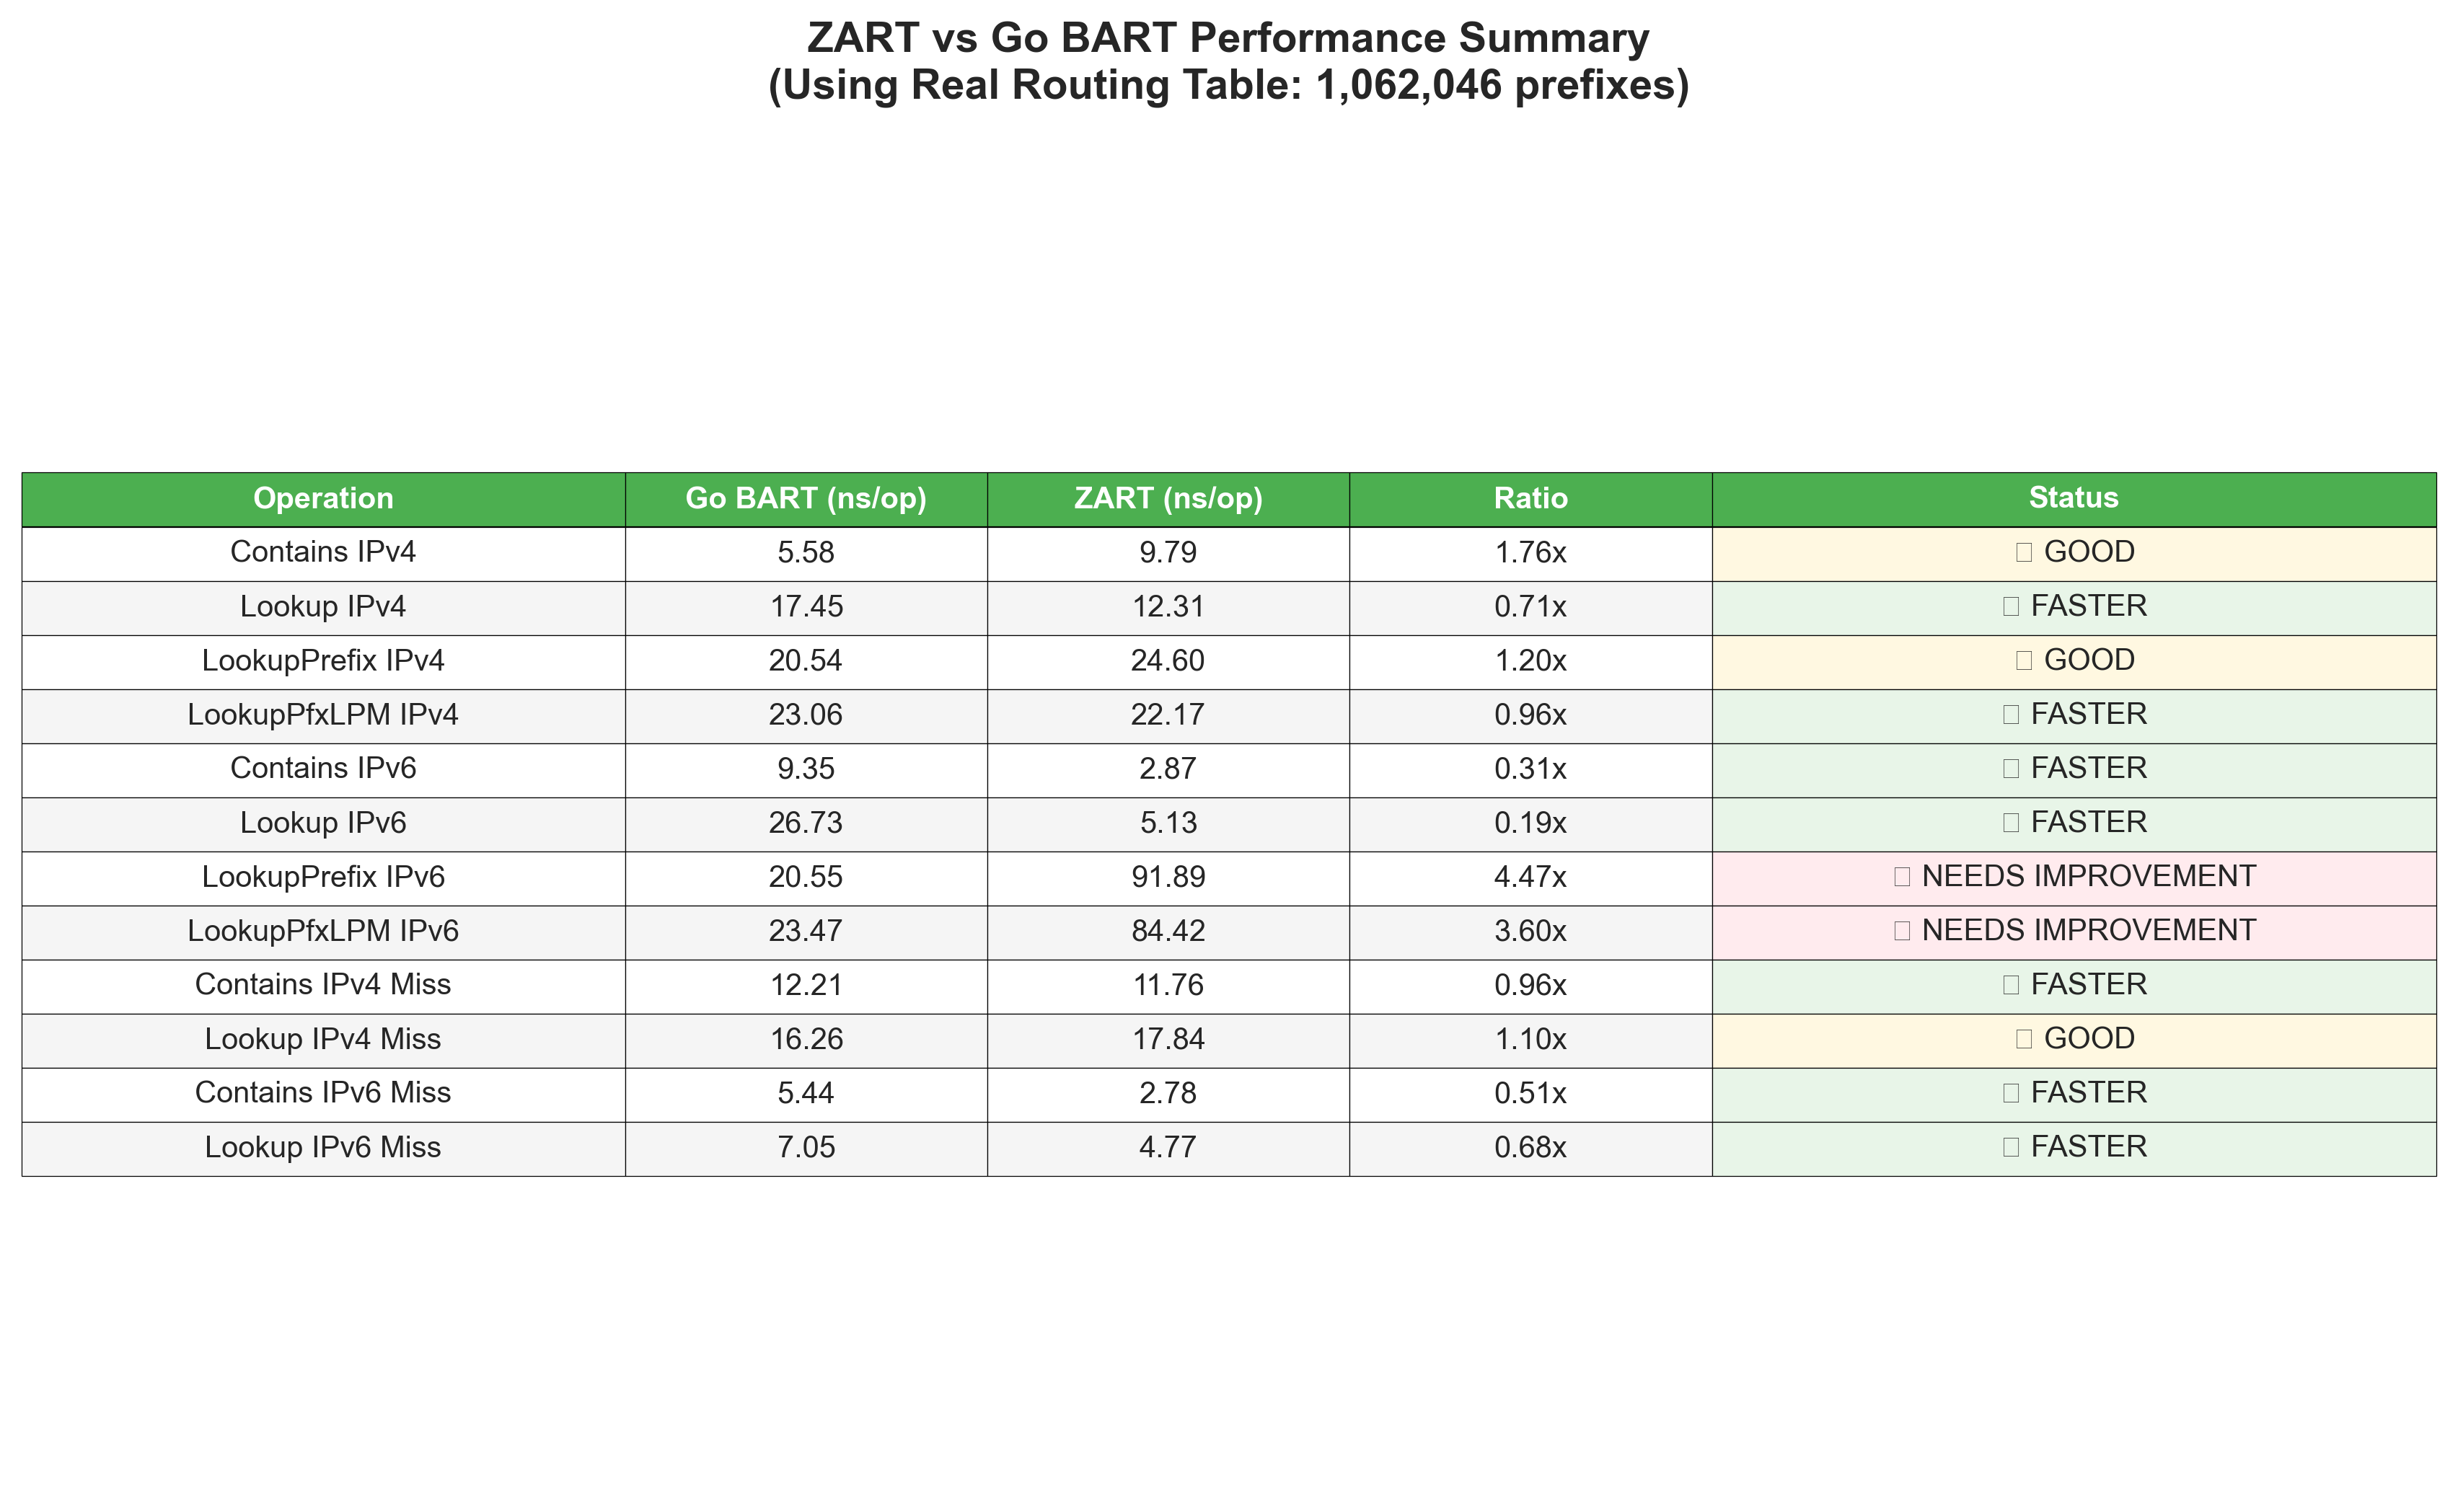 ZART vs Go BART Performance Summary
(Using Real Routing Table: 1,062,046 prefixes)
Operation Go BART (ns/op) ZART (ns/op) Ratio Status
Contains IPv4 5.58 9.79 1.76x GOOD
Lookup IPv4 17.45 12.31 0.71x FASTER
LookupPrefix IPv4 20.54 24.60 1.20x GOOD
LookupPfxLPM IPv4 23.06 22.17 0.96x FASTER
Contains IPv6 9.35 2.87 0.31x FASTER
Lookup IPv6 26.73 5.13 0.19x FASTER
LookupPrefix IPv6 20.55 91.89 4.47x NEEDS IMPROVEMENT
LookupPfxLPM IPv6 23.47 84.42 3.60x NEEDS IMPROVEMENT
Contains IPv4 Miss 12.21 11.76 0.96x FASTER
Lookup IPv4 Miss 16.26 17.84 1.10x GOOD
Contains IPv6 Miss 5.44 2.78 0.51x FASTER
Lookup IPv6 Miss 7.05 4.77 0.68x FASTER